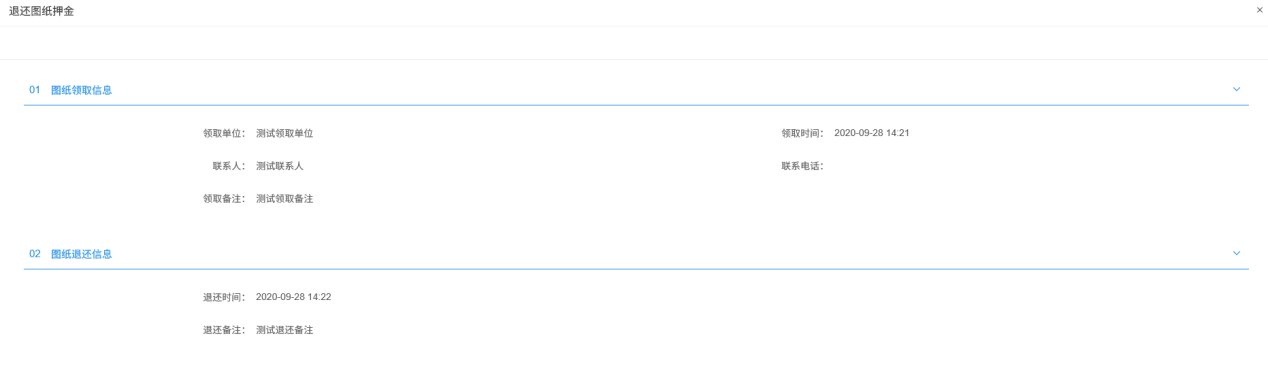 退还图纸押金 ×
01 图纸领取信息
领取单位： 测试领取单位 领取时间： 2020-09-28 14:21
联系人： 测试联系人 联系电话：
领取备注： 测试领取备注
02 图纸退还信息
退还时间： 2020-09-28 14:22
退还备注： 测试退还备注